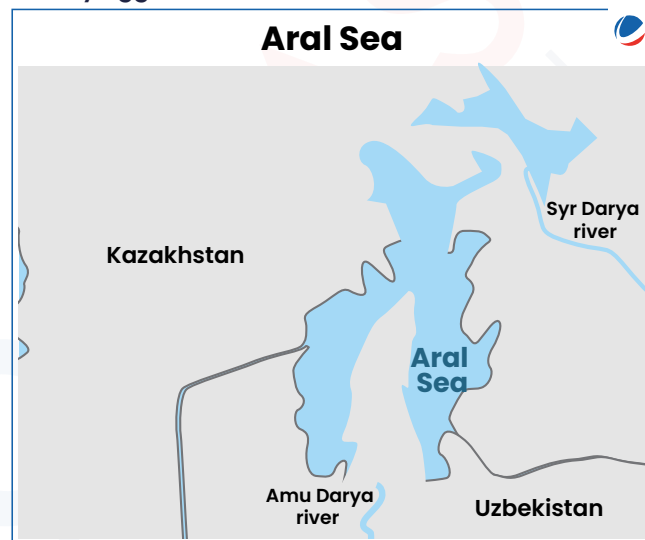 Aral Sea
Syr Darya
river
Kazakhstan
Aral
Sea
Amu Darya
river
Uzbekistan